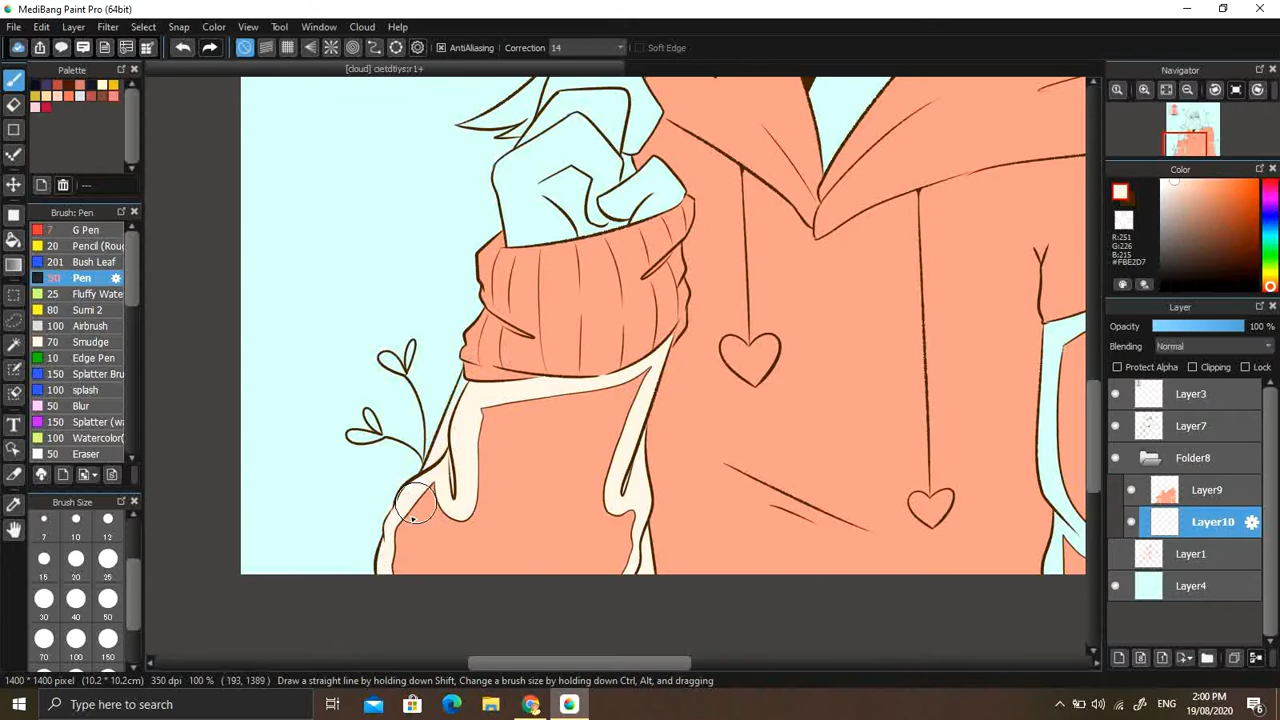 MediBang Paint Pro (64bit)
File Edit Layer Filter Select Snap Color View Tool Window Cloud Help
AntiAliasing Correction 14 Soft Edge
Palette
[cloud]
Navigator
---
Brush: Pen
7 G Pen
20 Pencil (Roug
201 Bush Leaf
50 Pen
25 Fluffy Wate
80 Sumi 2
100 Airbrush
70 Smudge
10 Edge Pen
150 Splatter Bru
100 splash
50 Blur
150 Splatter (wa
100 Watercolor(
50 Eraser
Brush Size
7 10 12
15 20 25
30 40 50
70 100 150
Color
R:251
G:226
B:215
#FBE2D7
Layer
Opacity 100 %
Blending Normal
Protect Alpha Clipping Lock
Layer3
Layer7
Folder8
Layer9
Layer10
Layer1
Layer4
1400 * 1400 pixel (10.2 * 10.2cm) 350 dpi 100 % ( 193, 1389 ) Draw a straight line by holding down Shift, Change a brush size by holding down Ctrl, Alt, and dragging
Type here to search
ENG
2:00 PM
19/08/2020
6